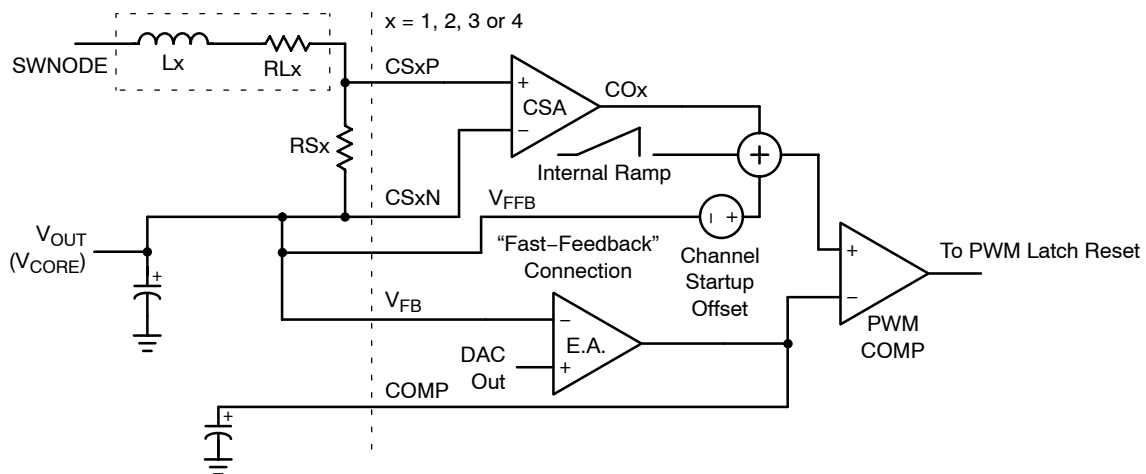 x = 1, 2, 3 or 4
SWNODE
Lx
RLx
CSxP
+
CSA
−
COx
RSx
Internal Ramp
+
CSxN
VFFB
− +
VOUT
(VCORE)
+
“Fast−Feedback”
Connection
Channel
Startup
Offset
+
−
To PWM Latch Reset
PWM
COMP
VFB
−
E.A.
+
DAC
Out
COMP
+